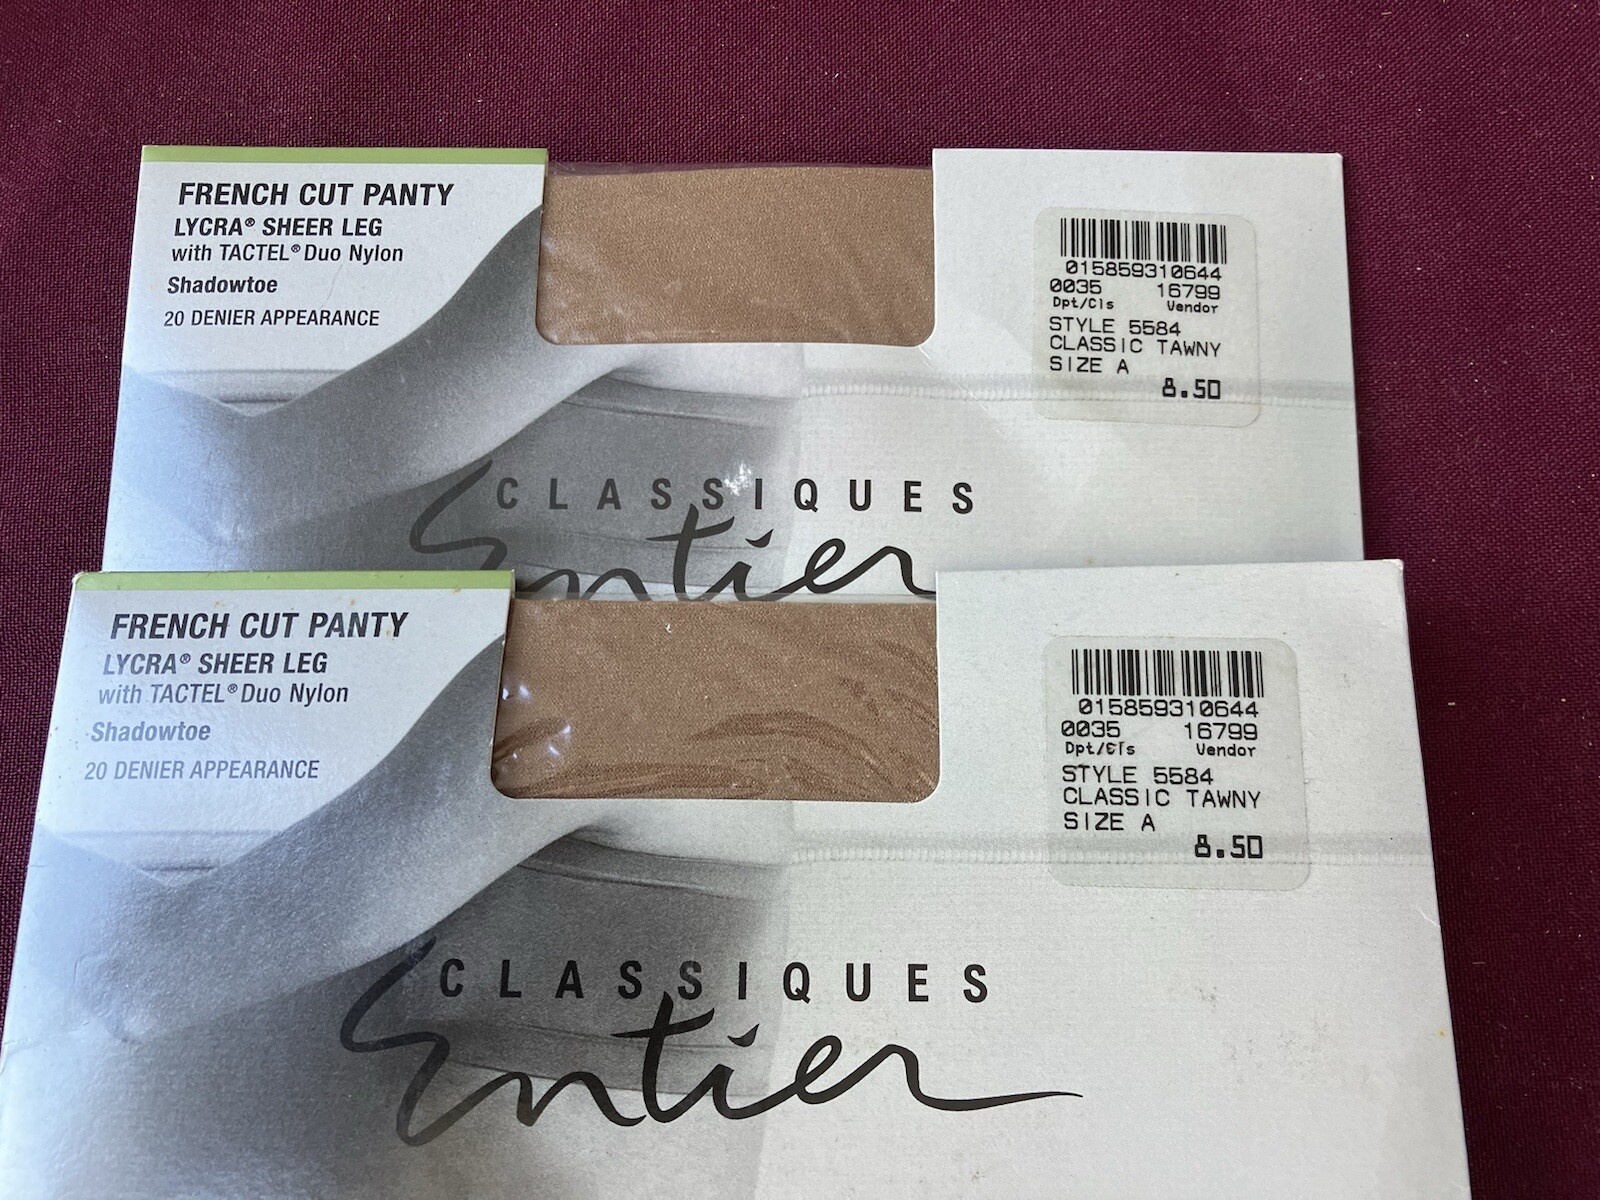 FRENCH CUT PANTY
LYCRA® SHEER LEG
with TACTEL® Duo Nylon
Shadowtoe
20 DENIER APPEARANCE
015859310644
0035 16799
Dpt/Cls Vendor
STYLE 5584
CLASSIC TAWNY
SIZE A
8.50
CLASSIQUES
Entier
FRENCH CUT PANTY
LYCRA® SHEER LEG
with TACTEL® Duo Nylon
Shadowtoe
20 DENIER APPEARANCE
015859310644
0035 16799
Dpt/Cls Vendor
STYLE 5584
CLASSIC TAWNY
SIZE A
8.50
CLASSIQUES
Entier